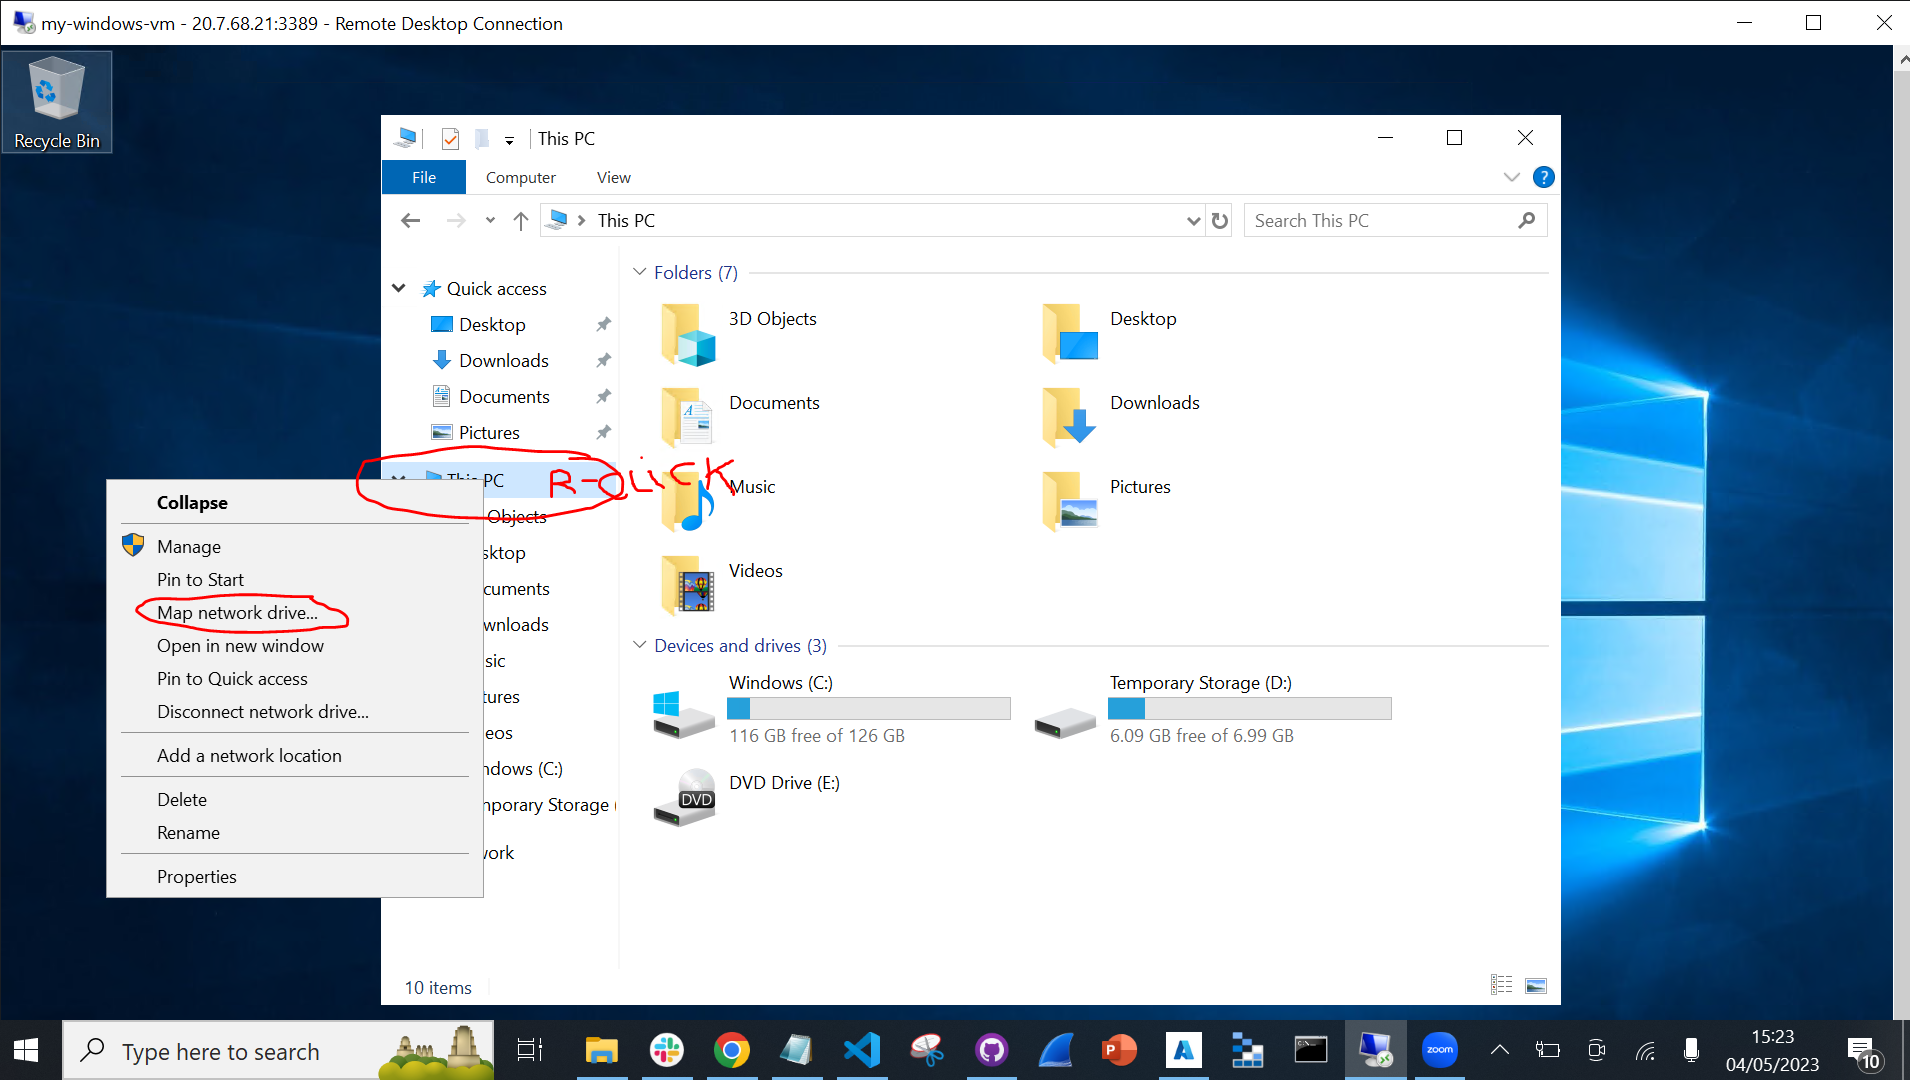 my-windows-vm - 20.7.68.21:3389 - Remote Desktop Connection
Recycle Bin
This PC
File Computer View
?
This PC
Search This PC
Quick access
Desktop
Downloads
Documents
Pictures
This PC
R-CLiCK
Objects
sktop
cuments
wnloads
sic
tures
eos
ndows (C:)
mporary Storage (
work
Collapse
Manage
Pin to Start
Map network drive...
Open in new window
Pin to Quick access
Disconnect network drive...
Add a network location
Delete
Rename
Properties
Folders (7)
3D Objects
Desktop
Documents
Downloads
Music
Pictures
Videos
Devices and drives (3)
Windows (C:)
116 GB free of 126 GB
Temporary Storage (D:)
6.09 GB free of 6.99 GB
DVD
DVD Drive (E:)
10 items
Type here to search
zoom
15:23
04/05/2023
10